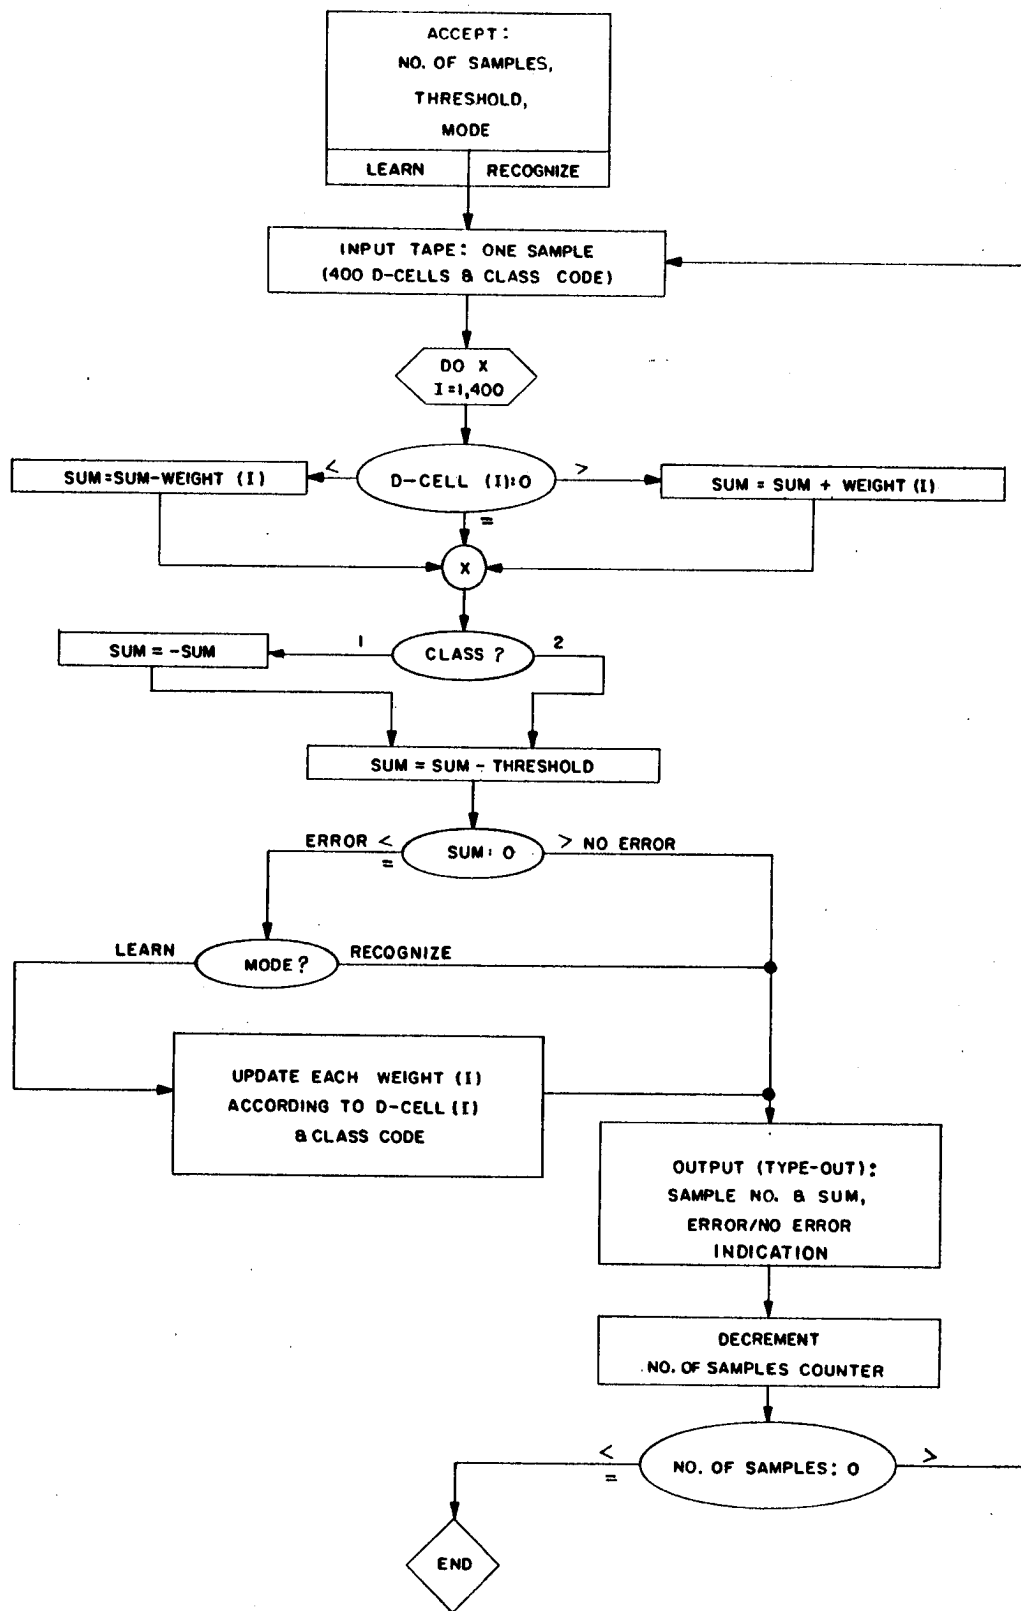 ACCEPT:
NO. OF SAMPLES,
THRESHOLD,
MODE
LEARN
RECOGNIZE
INPUT TAPE: ONE SAMPLE
(400 D-CELLS & CLASS CODE)
DO X
I=1,400
<
D-CELL (I):0
>
=
SUM=SUM-WEIGHT (I)
SUM = SUM + WEIGHT (I)
X
1
CLASS ?
2
SUM = -SUM
SUM = SUM - THRESHOLD
ERROR <
=
SUM: 0
> NO ERROR
LEARN
MODE?
RECOGNIZE
UPDATE EACH WEIGHT (I)
ACCORDING TO D-CELL (I)
& CLASS CODE
OUTPUT (TYPE-OUT):
SAMPLE NO. & SUM,
ERROR/NO ERROR
INDICATION
DECREMENT
NO. OF SAMPLES COUNTER
<
=
NO. OF SAMPLES: 0
>
END